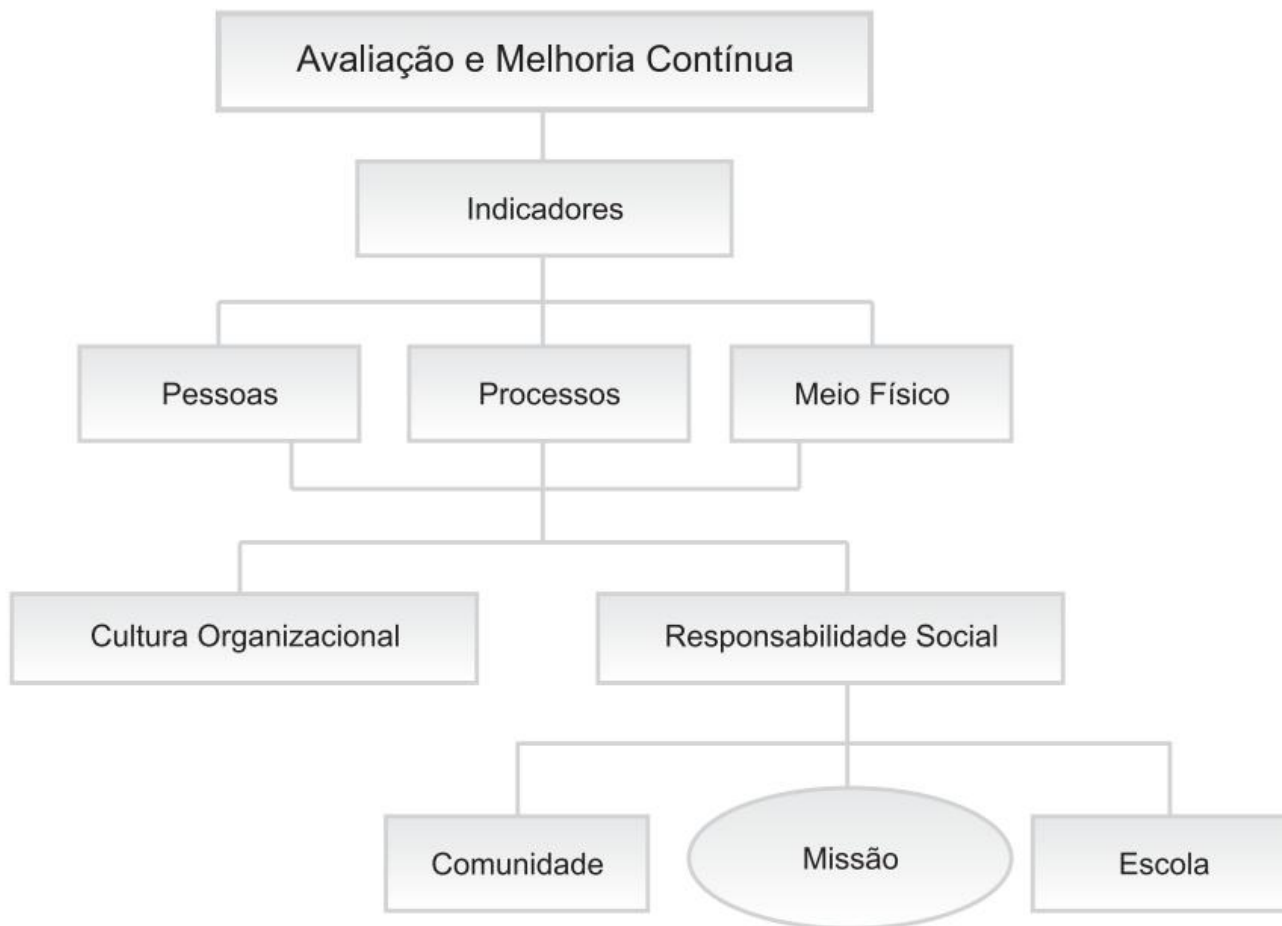 Avaliação e Melhoria Contínua
Indicadores
Pessoas
Processos
Meio Físico
Cultura Organizacional
Responsabilidade Social
Comunidade
Missão
Escola